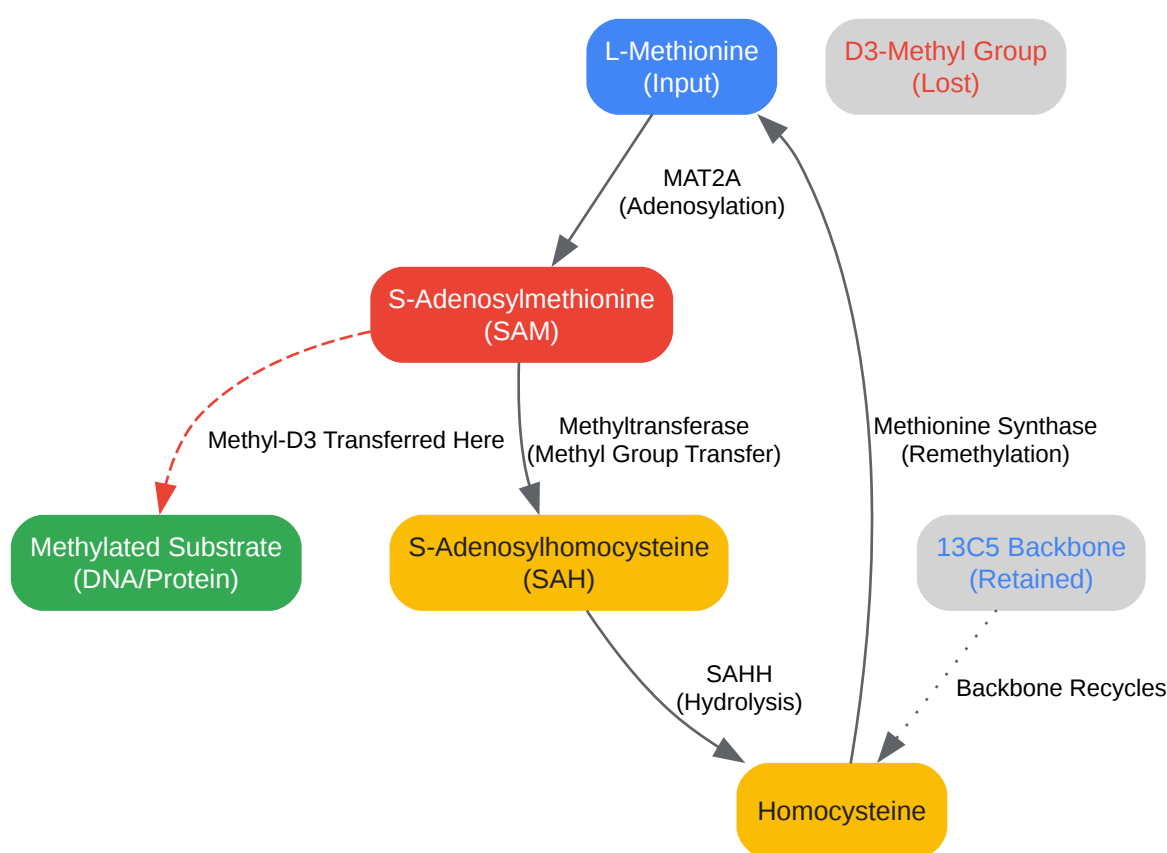 L-Methionine
(Input)
D3-Methyl Group
(Lost)
MAT2A
(Adenosylation)
S-Adenosylmethionine
(SAM)
Methyl-D3 Transferred Here
Methyltransferase
(Methyl Group Transfer)
Methionine Synthase
(Remethylation)
Methylated Substrate
(DNA/Protein)
S-Adenosylhomocysteine
(SAH)
13C5 Backbone
(Retained)
SAHH
(Hydrolysis)
Backbone Recycles
Homocysteine